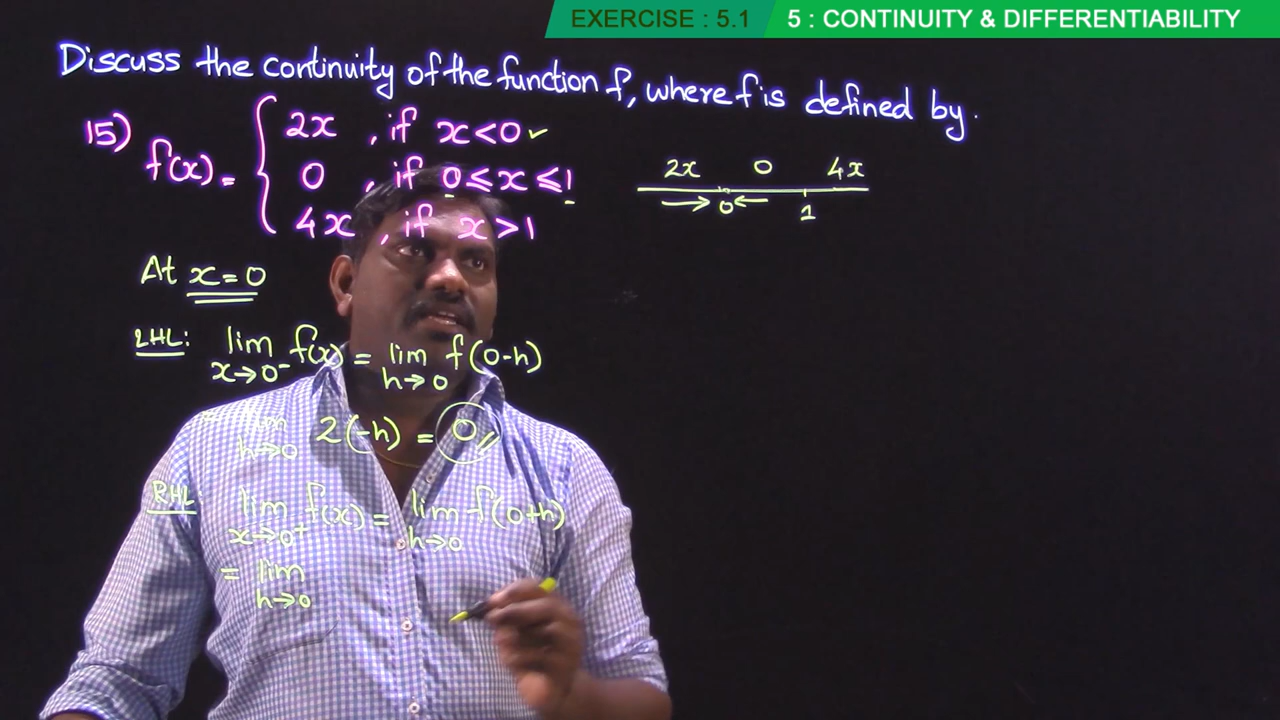 EXERCISE : 5.1 5 : CONTINUITY & DIFFERENTIABILITY
Discuss the continuity of the function f, where f is defined by.
15) f(x) = { 2x , if x < 0 ✓
0 , if 0 ≤ x ≤ 1
4x , if x > 1
2x 0 4x
→ 0 ← 1
At x = 0
LHL: lim x→0⁻ f(x) = lim h→0 f(0-h)
lim h→0 2(-h) = 0
RHL: lim x→0⁺ f(x) = lim h→0 f(0+h)
= lim h→0